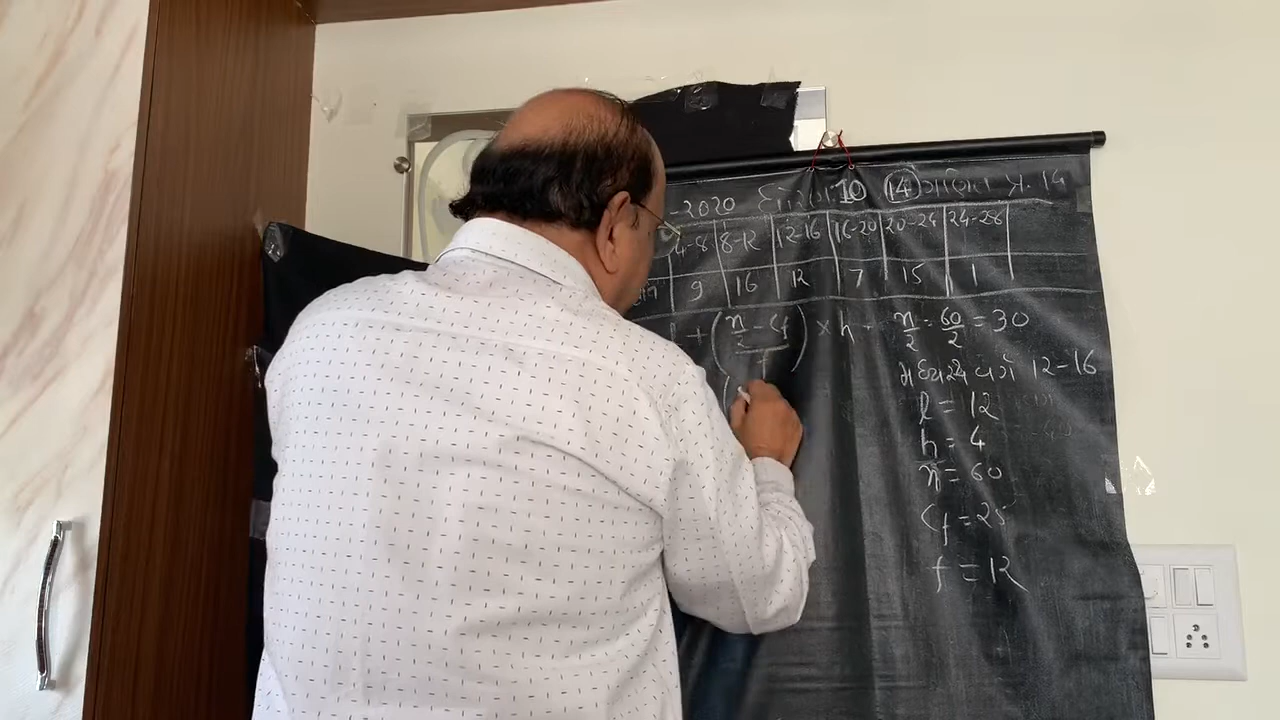 -2020 ધોરણ 10 14 ગણિત પ્ર. 14
4-8 8-12 12-16 16-20 20-24 24-28
9 16 12 7 15 1
l + (n/2 - cf / f) × h
n/2 = 60/2 = 30
મધ્યસ્થ વર્ગ 12-16
l = 12
h = 4
n = 60
cf = 25
f = 12